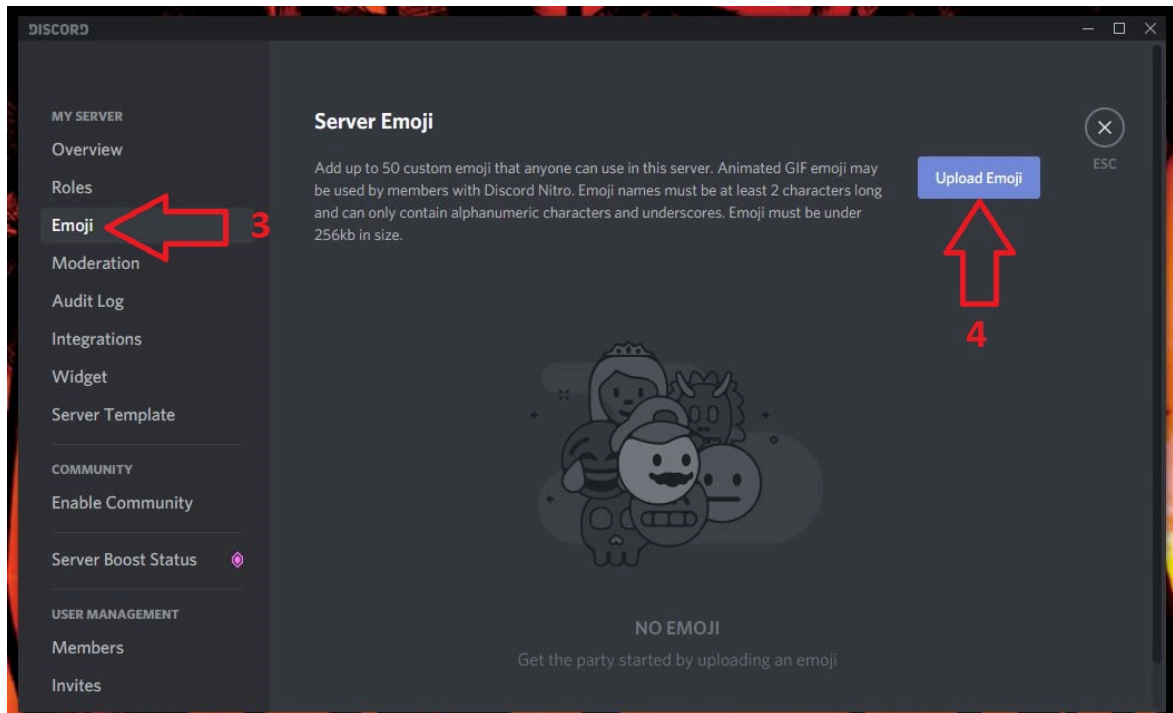 DISCORD
MY SERVER
Overview
Roles
Emoji
3
Moderation
Audit Log
Integrations
Widget
Server Template
COMMUNITY
Enable Community
Server Boost Status
USER MANAGEMENT
Members
Invites
Server Emoji
Add up to 50 custom emoji that anyone can use in this server. Animated GIF emoji may
be used by members with Discord Nitro. Emoji names must be at least 2 characters long
and can only contain alphanumeric characters and underscores. Emoji must be under
256kb in size.
Upload Emoji
4
ESC
NO EMOJI
Get the party started by uploading an emoji